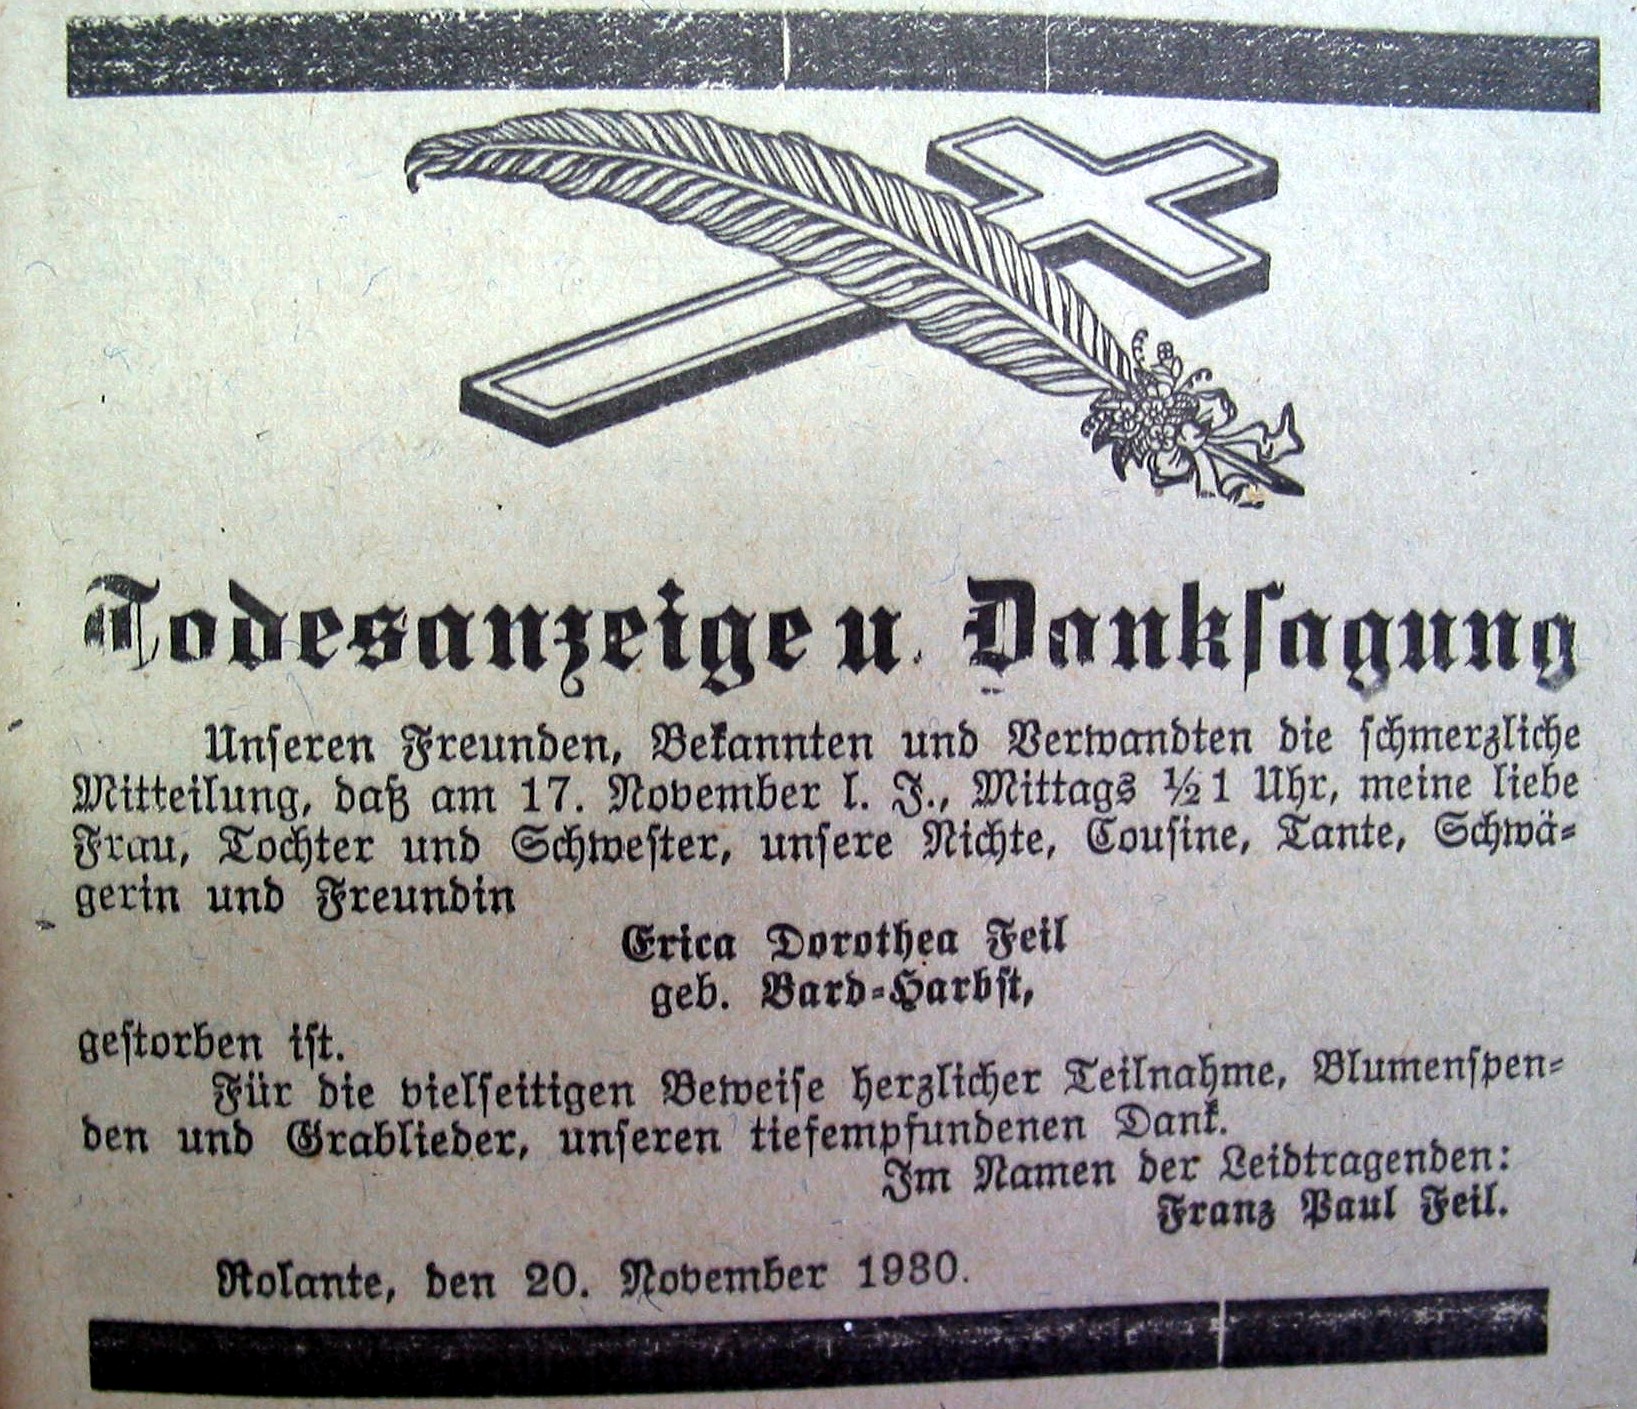 Todesanzeige u. Danksagung
Unseren Freunden, Bekannten und Verwandten die schmerzliche
Mitteilung, daß am 17. November l. J., Mittags ½1 Uhr, meine liebe
Frau, Tochter und Schwester, unsere Nichte, Cousine, Tante, Schwä-
gerin und Freundin
Erica Dorothea Feil
geb. Bard-Harbst,
gestorben ist.
Für die vielseitigen Beweise herzlicher Teilnahme, Blumenspen-
den und Grablieder, unseren tiefempfundenen Dank.
Im Namen der Leidtragenden:
Franz Paul Feil.
Rolante, den 20. November 1930.